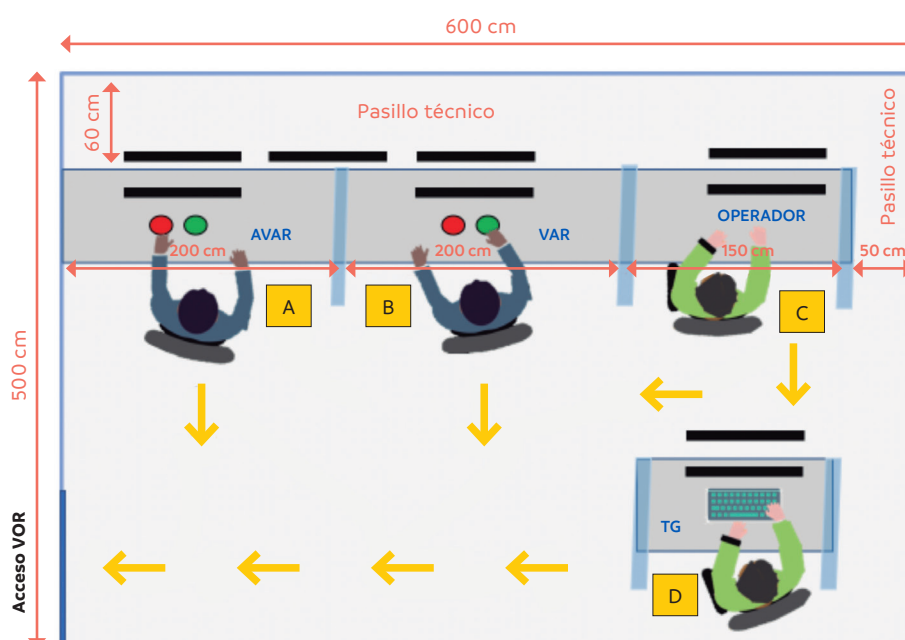 600 cm
60 cm
Pasillo técnico
Pasillo técnico
OPERADOR
AVAR
VAR
200 cm
200 cm
150 cm
50 cm
A
B
C
500 cm
TG
Acceso VOR
D